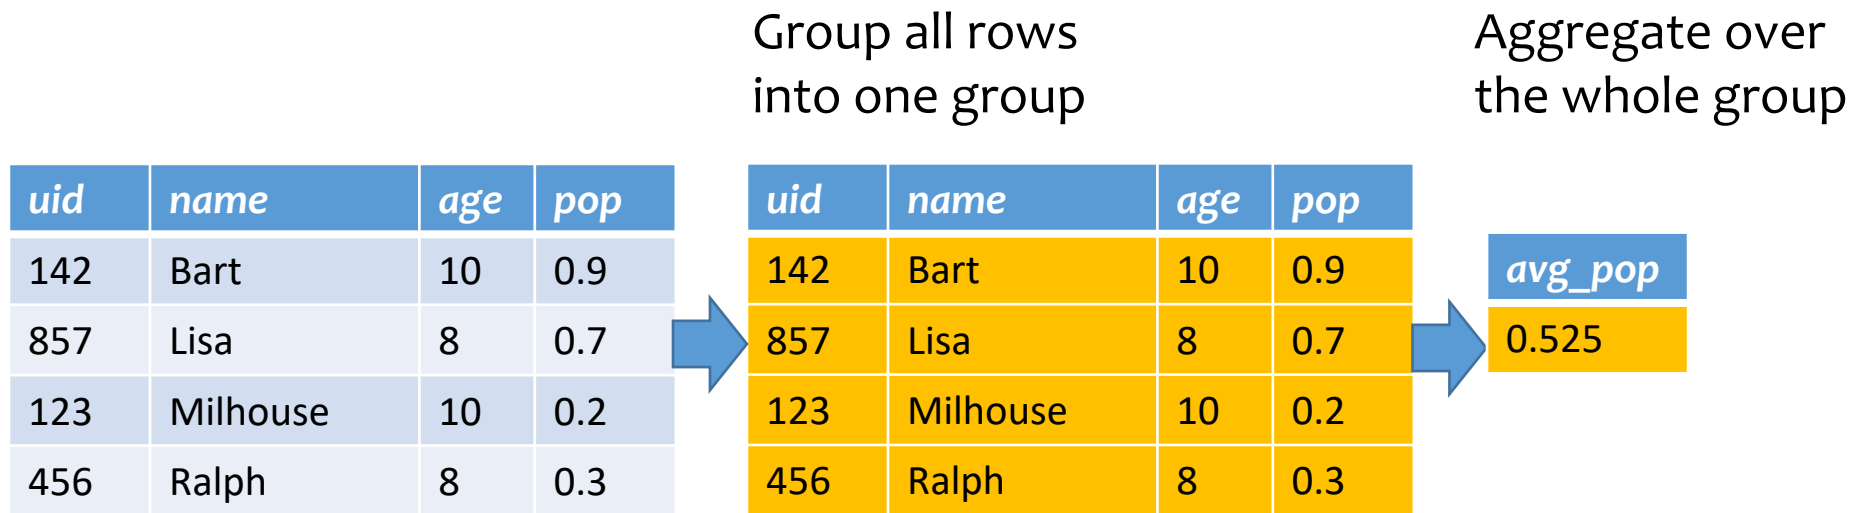 Group all rows
into one group
Aggregate over
the whole group
uid name age pop
142 Bart 10 0.9
857 Lisa 8 0.7
123 Milhouse 10 0.2
456 Ralph 8 0.3
uid name age pop
142 Bart 10 0.9
857 Lisa 8 0.7
123 Milhouse 10 0.2
456 Ralph 8 0.3
avg_pop
0.525